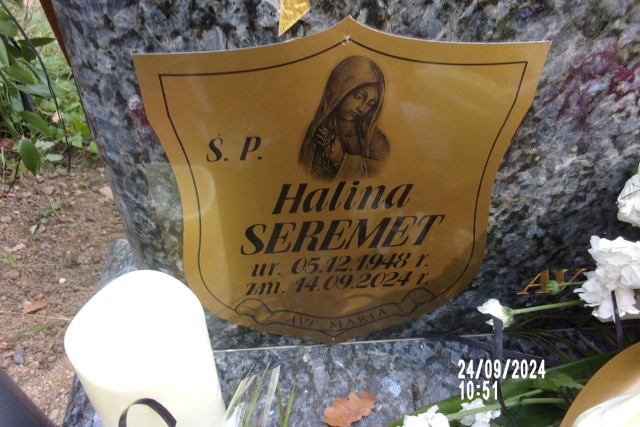 Ś. P.
Halina
SEREMET
ur. 05.12.1948 r.
zm. 14.09.2024 r.
AVE MARIA
24/09/2024
10:51